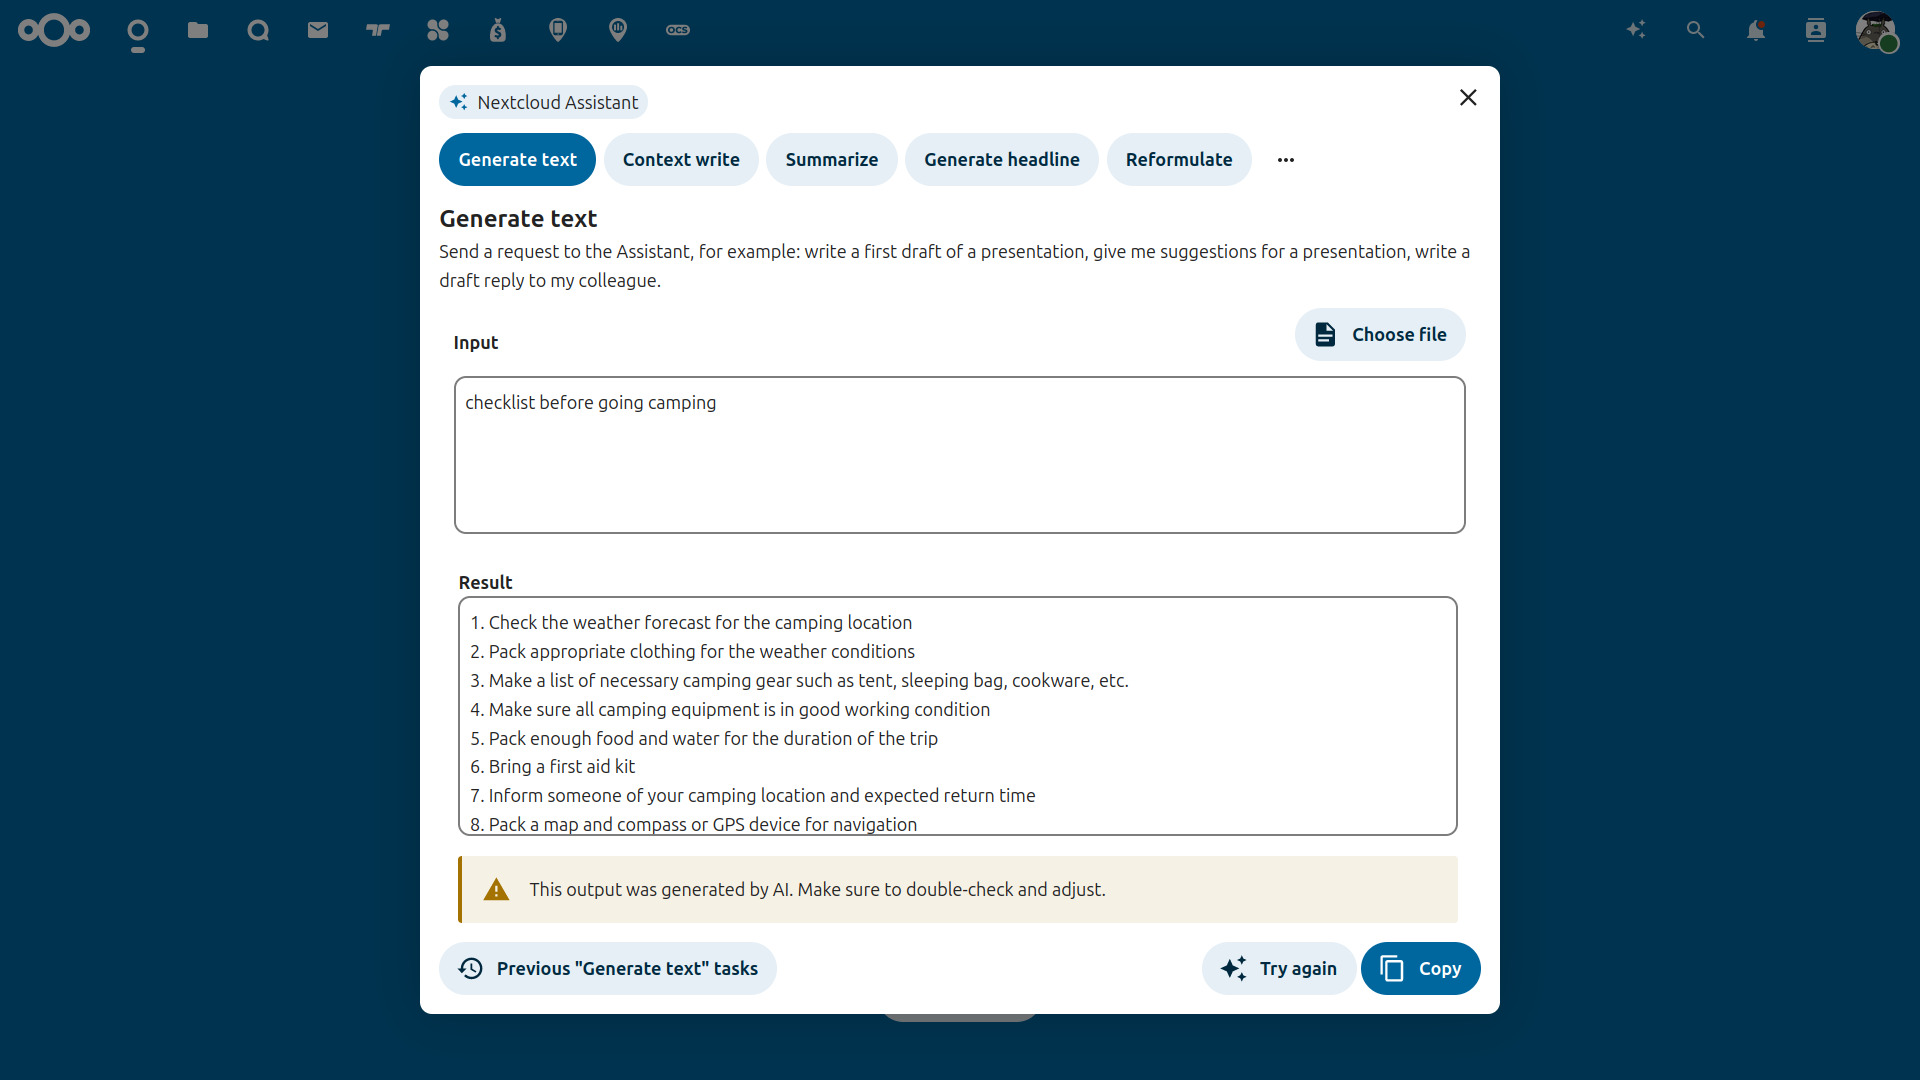 ocs
Nextcloud Assistant
Generate text
Context write
Summarize
Generate headline
Reformulate
Generate text
Send a request to the Assistant, for example: write a first draft of a presentation, give me suggestions for a presentation, write a
draft reply to my colleague.
Input
Choose file
checklist before going camping
Result
1. Check the weather forecast for the camping location
2. Pack appropriate clothing for the weather conditions
3. Make a list of necessary camping gear such as tent, sleeping bag, cookware, etc.
4. Make sure all camping equipment is in good working condition
5. Pack enough food and water for the duration of the trip
6. Bring a first aid kit
7. Inform someone of your camping location and expected return time
8. Pack a map and compass or GPS device for navigation
This output was generated by AI. Make sure to double-check and adjust.
Previous "Generate text" tasks
Try again
Copy